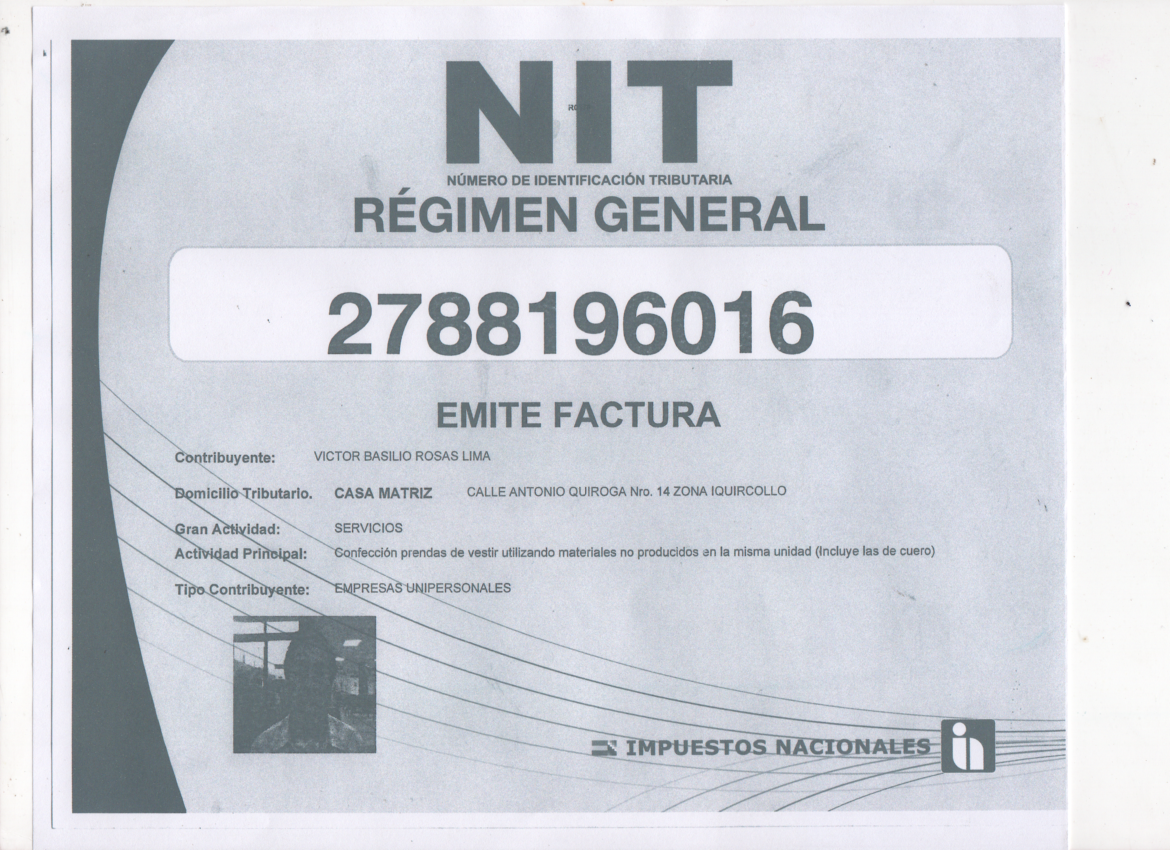 NIT
NÚMERO DE IDENTIFICACIÓN TRIBUTARIA
RÉGIMEN GENERAL
2788196016
EMITE FACTURA
Contribuyente: VICTOR BASILIO ROSAS LIMA
Domicilio Tributario. CASA MATRIZ CALLE ANTONIO QUIROGA Nro. 14 ZONA IQUIRCOLLO
Gran Actividad: SERVICIOS
Actividad Principal: Confección prendas de vestir utilizando materiales no producidos en la misma unidad (Incluye las de cuero)
Tipo Contribuyente: EMPRESAS UNIPERSONALES
IMPUESTOS NACIONALES in